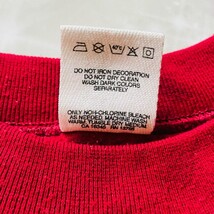 40°C
DO NOT IRON DECORATION
DO NOT DRY CLEAN
WASH DARK COLORS
SEPARATELY
ONLY NON-CHLORINE BLEACH
AS NEEDED, MACHINE WASH
WARM, TUMBLE DRY MEDIUM